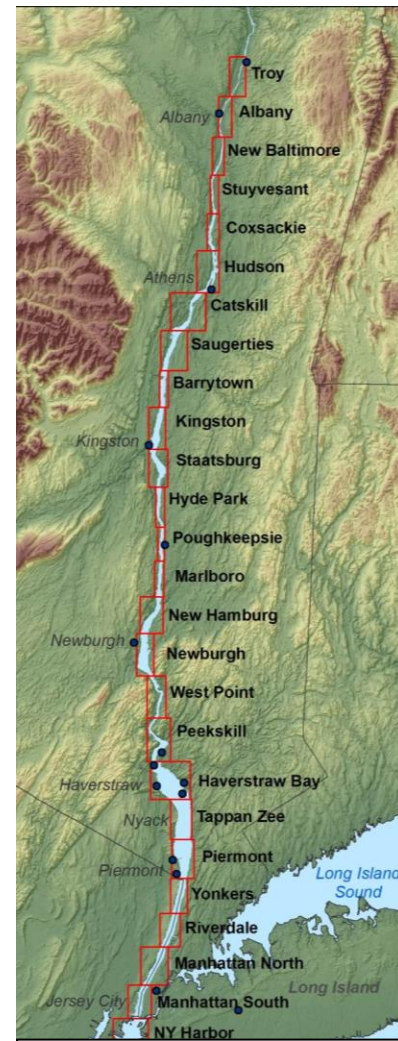 Troy
Albany
Albany
New Baltimore
Stuyvesant
Coxsackie
Hudson
Athens
Catskill
Saugerties
Barrytown
Kingston
Kingston
Staatsburg
Hyde Park
Poughkeepsie
Marlboro
New Hamburg
Newburgh
Newburgh
West Point
Peekskill
Haverstraw Bay
Haverstraw
Tappan Zee
Nyack
Piermont
Piermont
Long Island
Sound
Yonkers
Riverdale
Manhattan North
Long Island
Jersey City
Manhattan South
NY Harbor